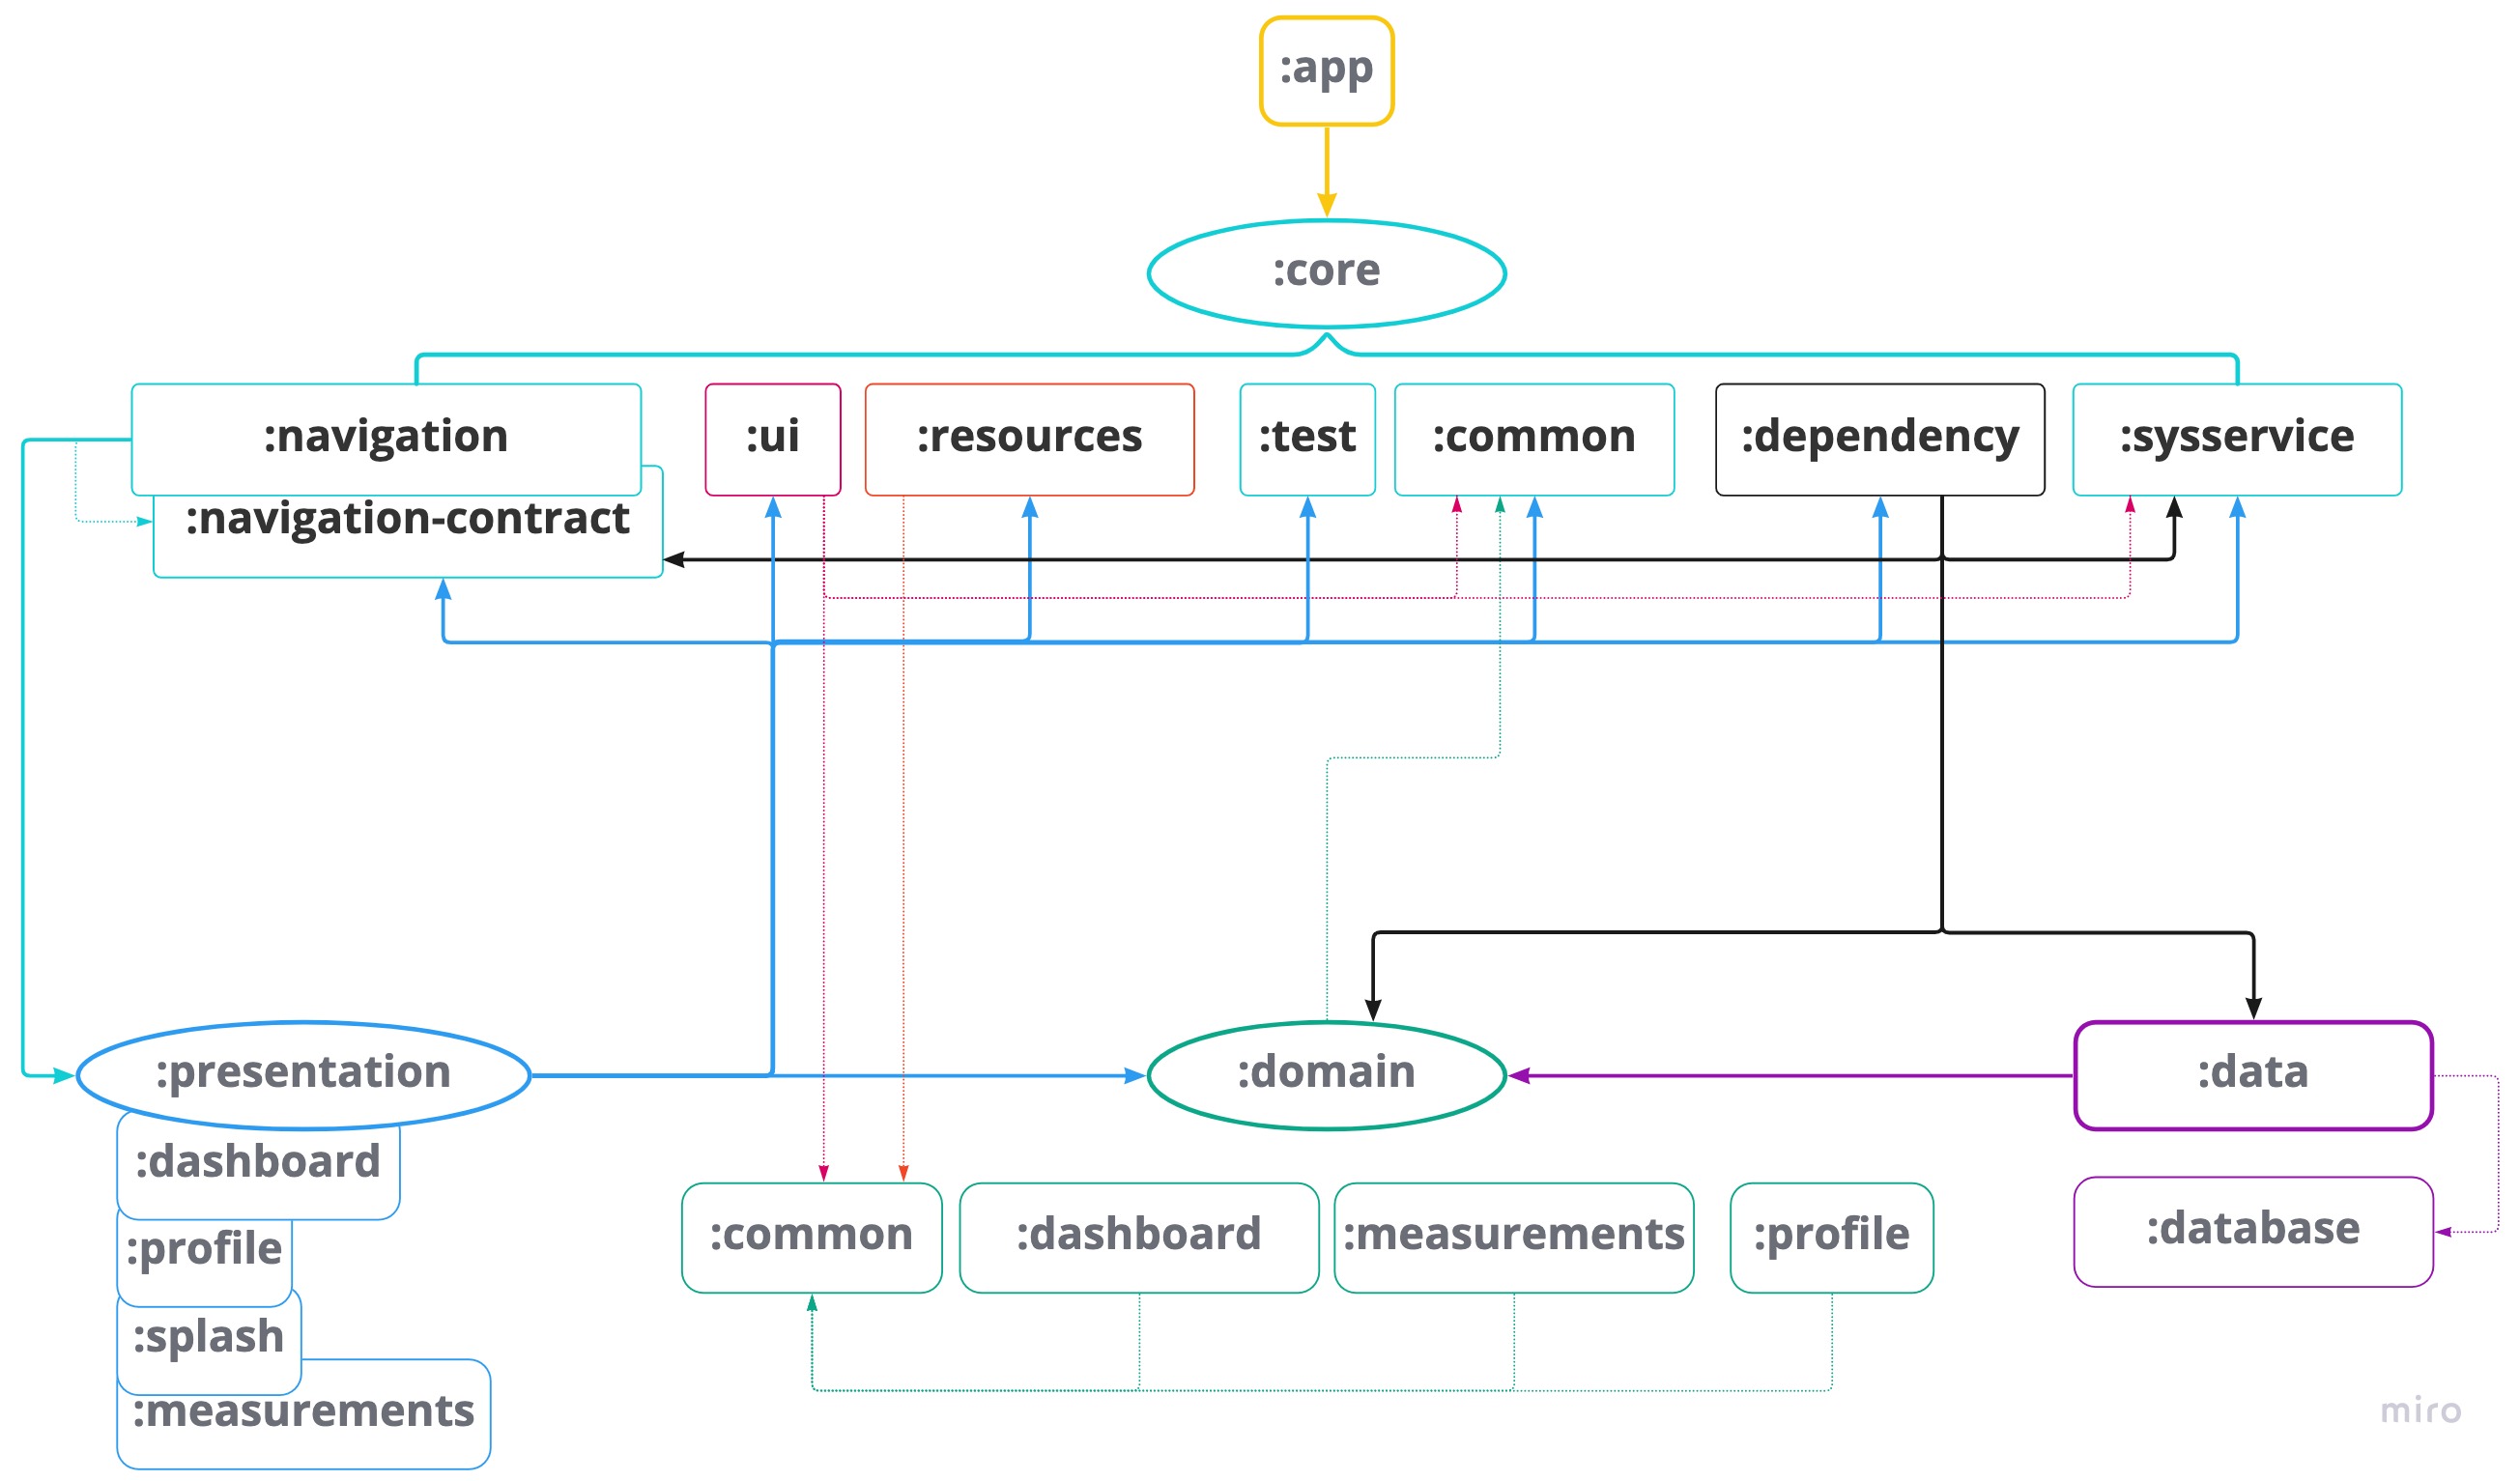 :app
:core
:navigation
:ui
:resources
:test
:common
:dependency
:sysservice
:navigation-contract
:presentation
:domain
:data
:dashboard
:profile
:splash
:measurements
:common
:dashboard
:measurements
:profile
:database
miro